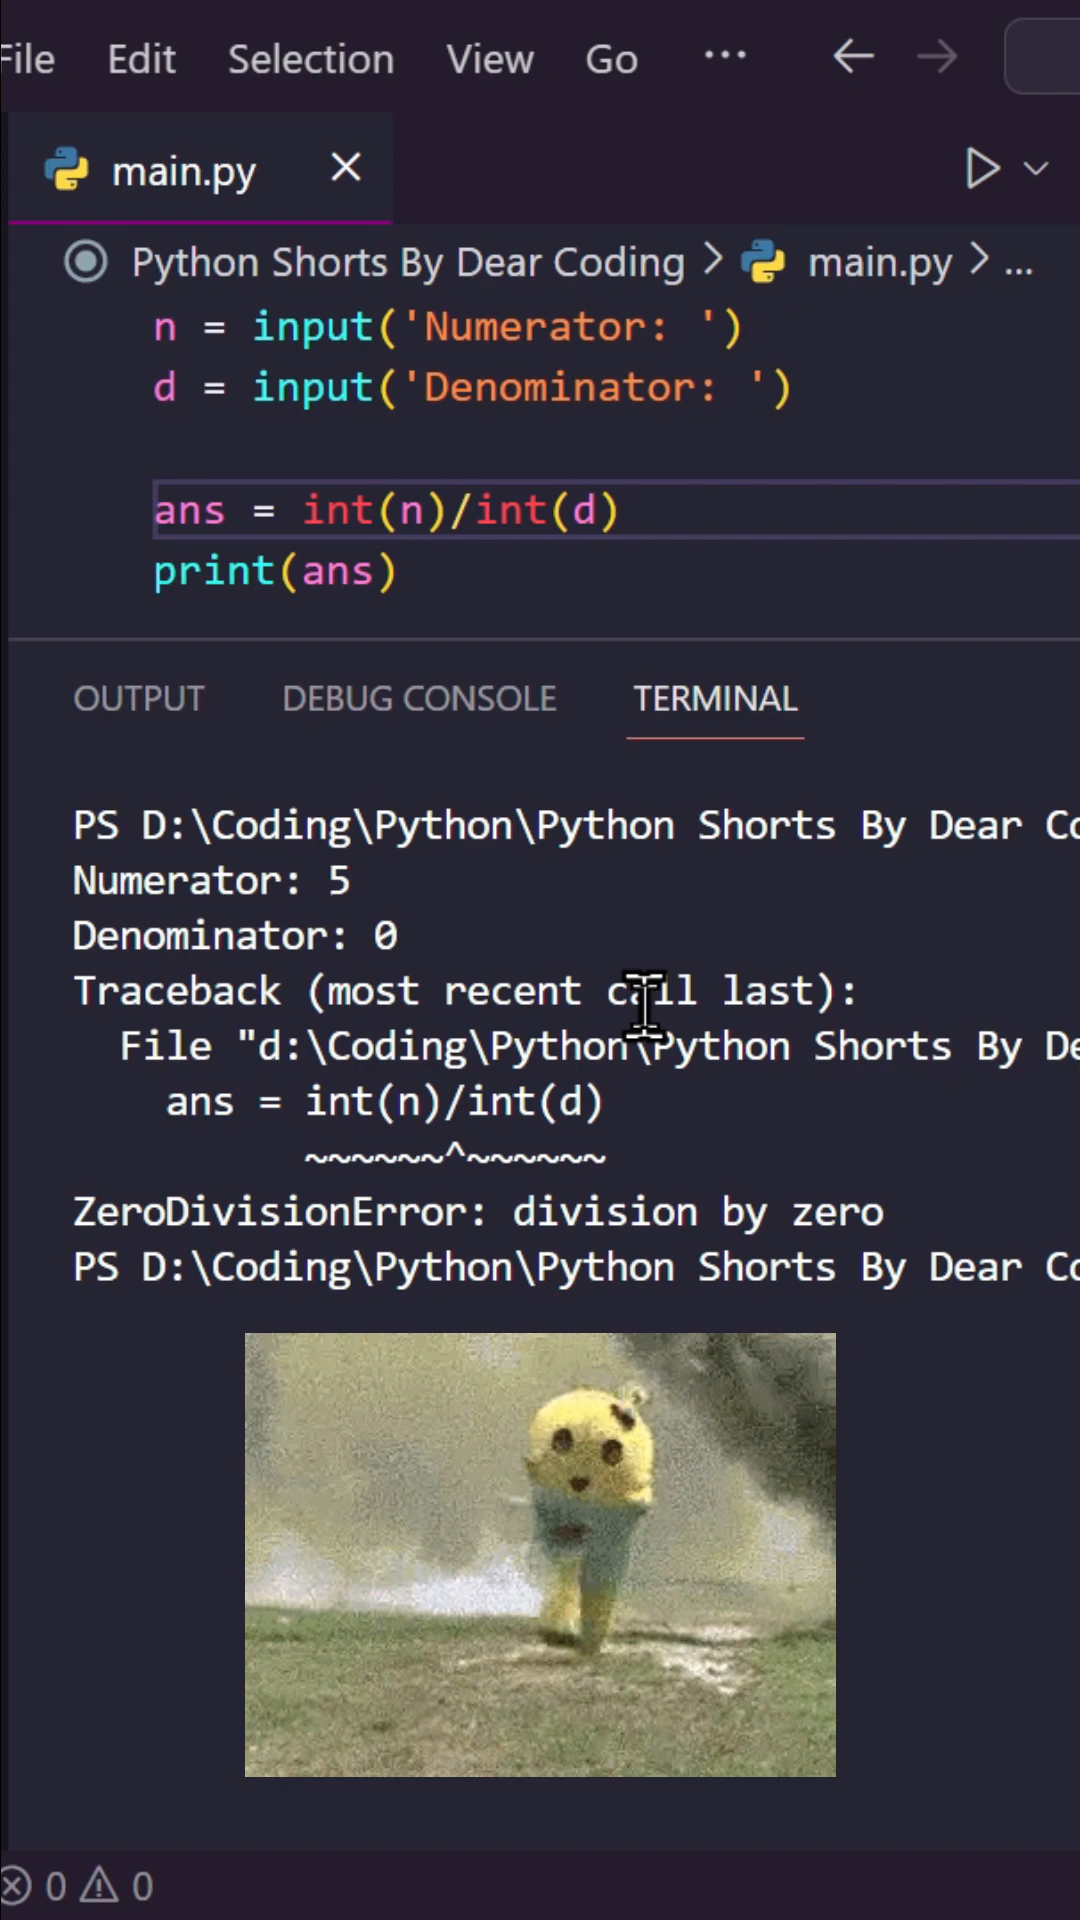 File Edit Selection View Go ...
main.py
Python Shorts By Dear Coding > main.py > ...
n = input('Numerator: ')
d = input('Denominator: ')
ans = int(n)/int(d)
print(ans)
OUTPUT DEBUG CONSOLE TERMINAL
PS D:\Coding\Python\Python Shorts By Dear Co
Numerator: 5
Denominator: 0
Traceback (most recent call last):
File "d:\Coding\Python\Python Shorts By De
ans = int(n)/int(d)
~~~~~~^~~~~~
ZeroDivisionError: division by zero
PS D:\Coding\Python\Python Shorts By Dear Co
0 0